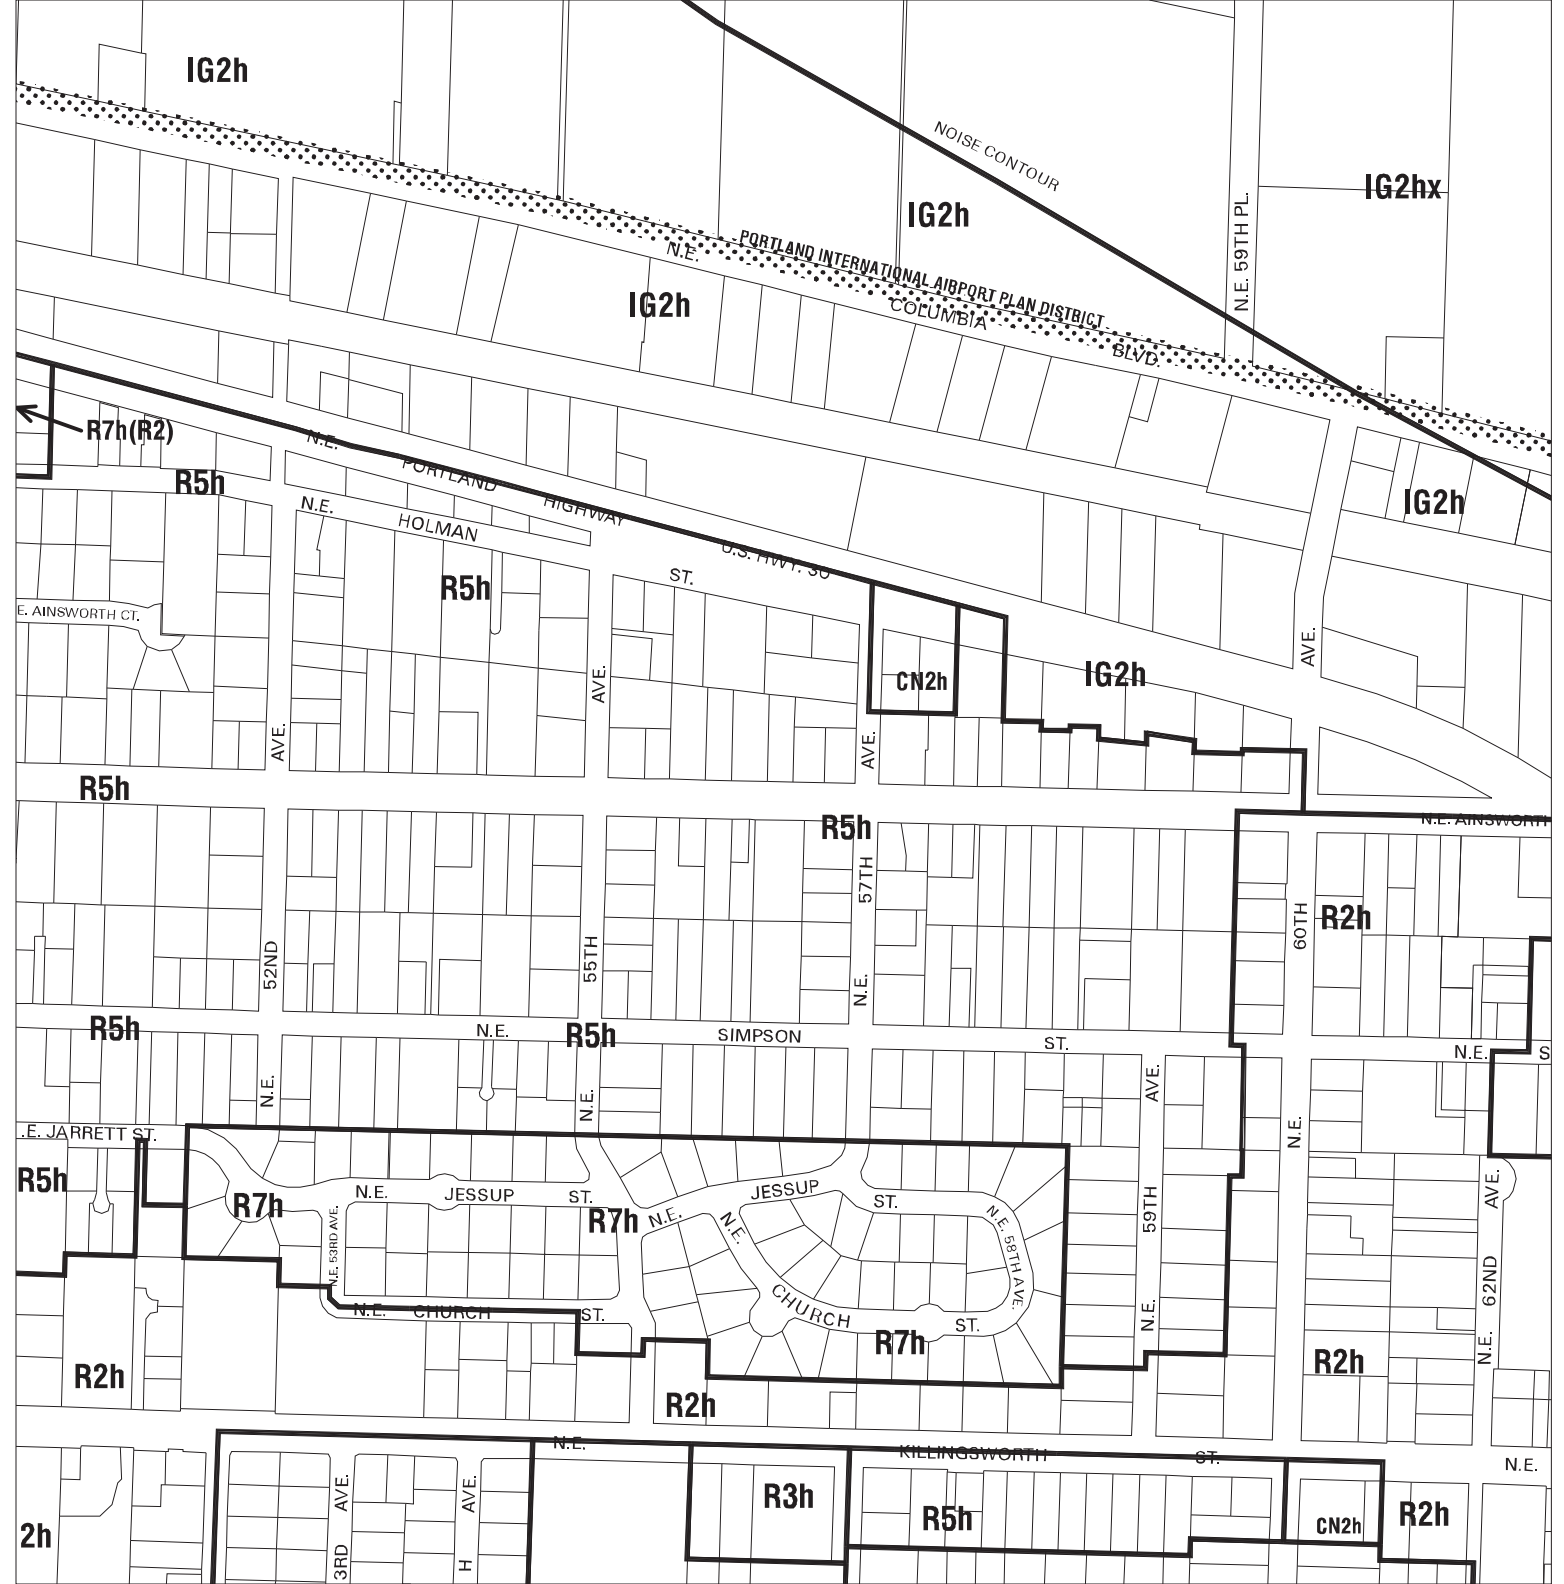 IG2h
NOISE CONTOUR
IG2hx
IG2h
N.E. 59TH PL.
PORTLAND INTERNATIONAL AIRPORT PLAN DISTRICT
N.E. COLUMBIA BLVD.
IG2h
R7h(R2)
N.E. PORTLAND HIGHWAY
U.S. HWY. 30
R5h
IG2h
N.E. HOLMAN ST.
R5h
E. AINSWORTH CT.
AVE.
AVE.
AVE.
AVE.
CN2h
IG2h
R5h
R5h
N.E. AINSWORTH
57TH
R2h
60TH
52ND
55TH
N.E.
R5h
N.E.
R5h
SIMPSON
ST.
N.E.
S
N.E.
N.E.
AVE.
N.E.
.E. JARRETT ST.
R5h
R7h
N.E. JESSUP ST.
R7h
N.E. JESSUP ST.
N.E. 53RD AVE.
N.E. CHURCH ST.
N.E. 58TH AVE.
59TH
N.E.
AVE.
62ND
N.E.
N.E. CHURCH ST.
R7h
R2h
R2h
R2h
N.E. KILLINGSWORTH ST.
N.E.
3RD AVE.
H AVE.
R3h
R5h
CN2h
R2h
2h